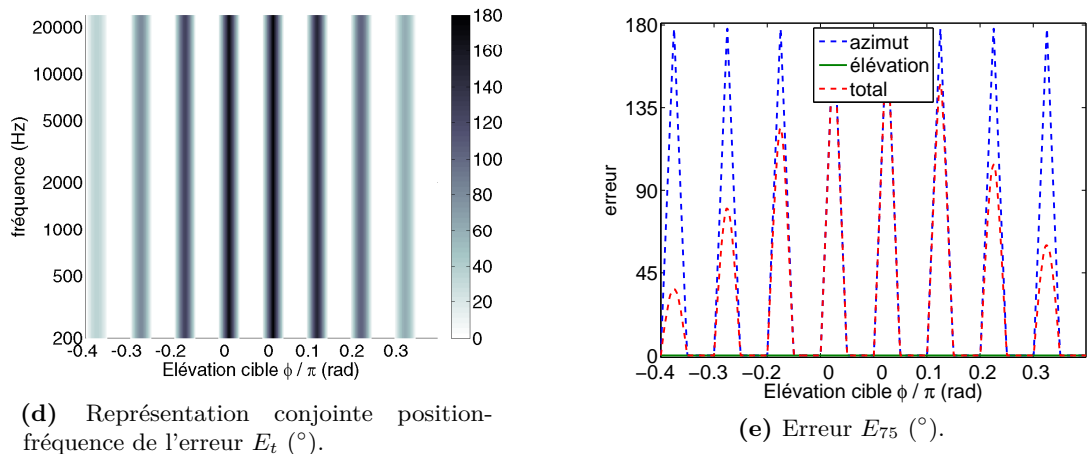 20000
10000
5000
2000
1000
500
200
fréquence (Hz)
-0.4 -0.3 -0.2 0 0 0.1 0.2 0.3
Elévation cible ϕ / π (rad)
180
160
140
120
100
80
60
40
20
0
(d) Représentation conjointe position-
fréquence de l'erreur E_t (°).
180
135
90
45
0
erreur
azimut
élévation
total
−0.4 −0.3 −0.2 0 0 0.1 0.2 0.3
Elévation cible ϕ / π (rad)
(e) Erreur E_75 (°).